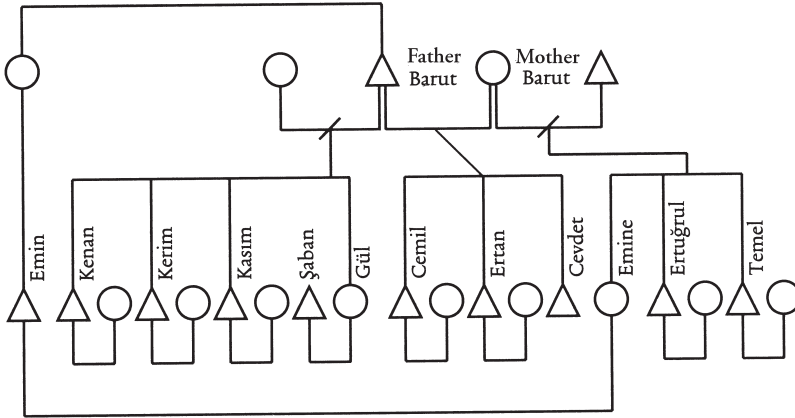 Father
Barut
Mother
Barut
Emin
Kenan
Kerim
Kasım
Şaban
Gül
Cemil
Ertan
Cevdet
Emine
Ertuğrul
Temel